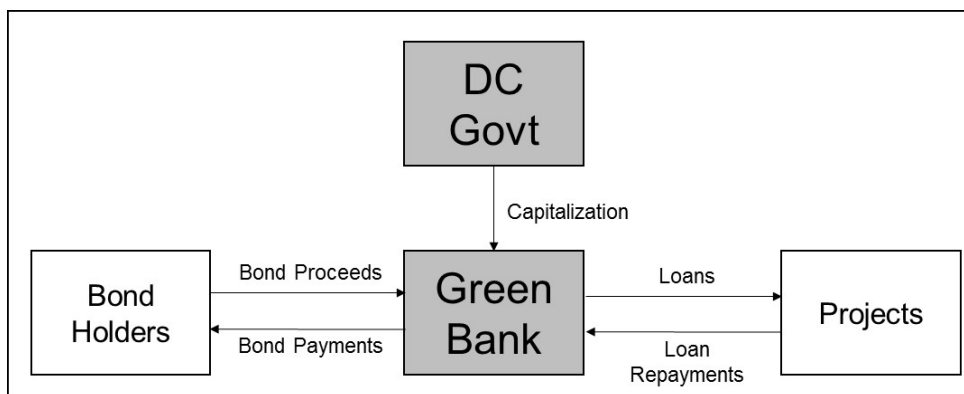 DC
Govt
Capitalization
Bond
Holders
Bond Proceeds
Bond Payments
Green
Bank
Loans
Loan
Repayments
Projects